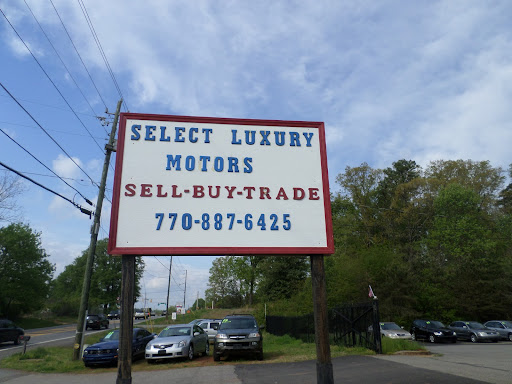 SELECT LUXURY
MOTORS
SELL-BUY-TRADE
770-887-6425